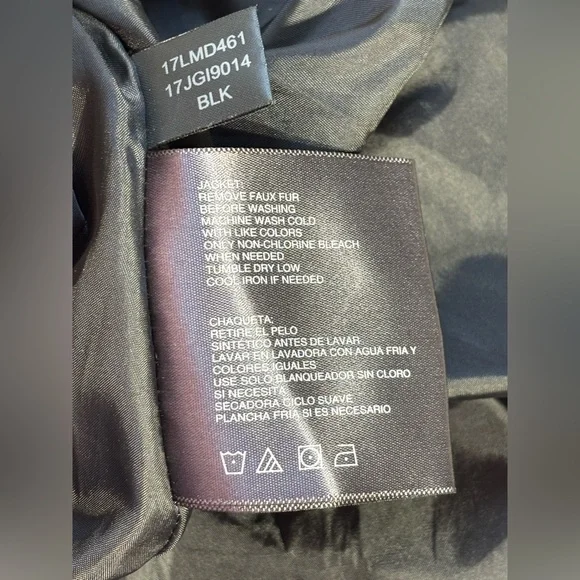 17LMD461
17JGI9014
BLK
JACKET:
REMOVE FAUX FUR
BEFORE WASHING
MACHINE WASH COLD
WITH LIKE COLORS
ONLY NON-CHLORINE BLEACH
WHEN NEEDED
TUMBLE DRY LOW
COOL IRON IF NEEDED
CHAQUETA:
RETIRE EL PELO
SINTÉTICO ANTES DE LAVAR
LAVAR EN LAVADORA CON AGUA FRIA Y
COLORES IGUALES
USE SOLO BLANQUEADOR SIN CLORO
SI NECESITA
SECADORA CICLO SUAVE
PLANCHA FRIA SI ES NECESARIO